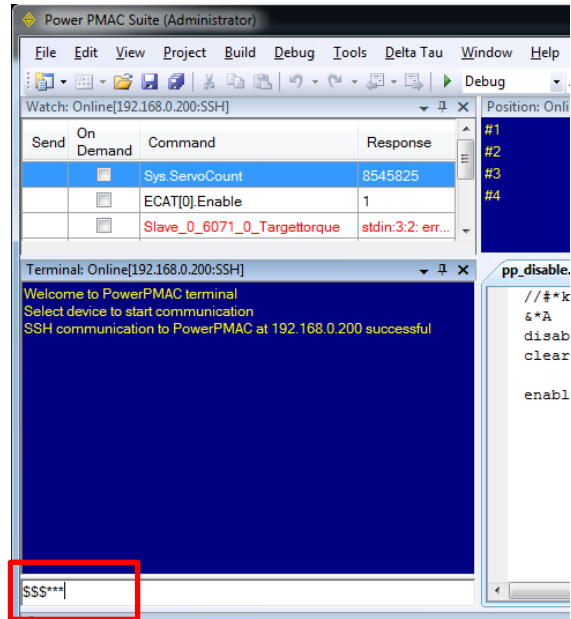 Power PMAC Suite (Administrator)
File Edit View Project Build Debug Tools Delta Tau Window Help
Debug
Watch: Online[192.168.0.200:SSH]
Position: Onli
Send On Demand Command Response
Sys.ServoCount 8545825
ECAT[0].Enable 1
Slave_0_6071_0_Targettorque stdin:3:2: err...
#1
#2
#3
#4
Terminal: Online[192.168.0.200:SSH]
Welcome to PowerPMAC terminal
Select device to start communication
SSH communication to PowerPMAC at 192.168.0.200 successful
$$$***
pp_disable.
//#*k
&*A
disab
clear
enabl